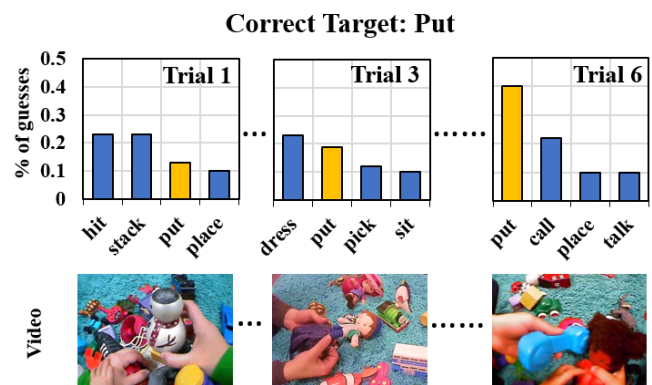 Correct Target: Put
% of guesses
0.5
0.4
0.3
0.2
0.1
0
Trial 1
hit
stack
put
place
...
Trial 3
dress
put
pick
sit
......
Trial 6
put
call
place
talk
Video
...
......